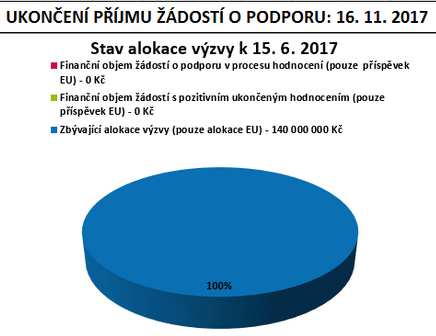 UKONČENÍ PŘÍJMU ŽÁDOSTÍ O PODPORU: 16. 11. 2017
Stav alokace výzvy k 15. 6. 2017
Finanční objem žádostí o podporu v procesu hodnocení (pouze příspěvek
EU) - 0 Kč
Finanční objem žádostí s pozitivním ukončeným hodnocením (pouze
příspěvek EU) - 0 Kč
Zbývající alokace výzvy (pouze alokace EU) - 140 000 000 Kč
100%